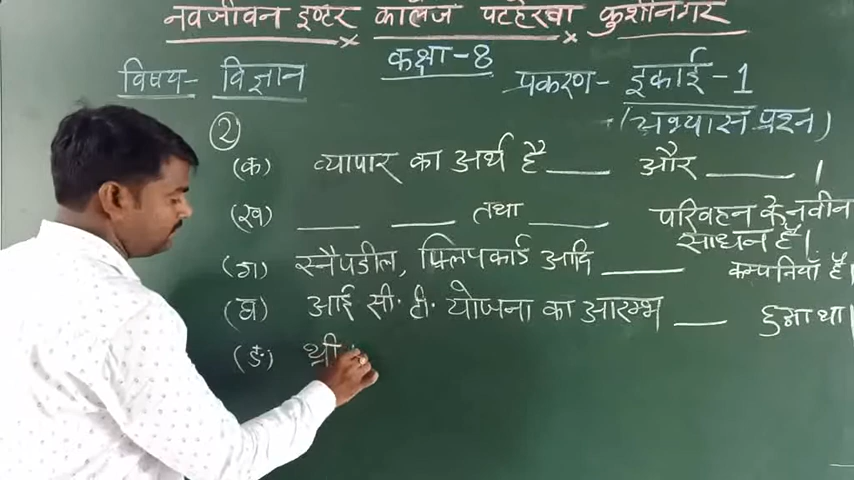 नवजीवन इण्टर कालेज पटहेरवा कुशीनगर
कक्षा-8
विषय- विज्ञान
प्रकरण- इकाई-1
(अभ्यास प्रश्न)
②
(क) व्यापार का अर्थ है ____ और ____ ।
(ख) ____ ____ तथा ____ परिवहन के नवीन साधन हैं।
(ग) स्नैपडील, फ्लिपकार्ड आदि ____ कम्पनियाँ हैं।
(घ) आई सी. टी. योजना का आरम्भ ____ हुआ था।
(ङ) थ्री